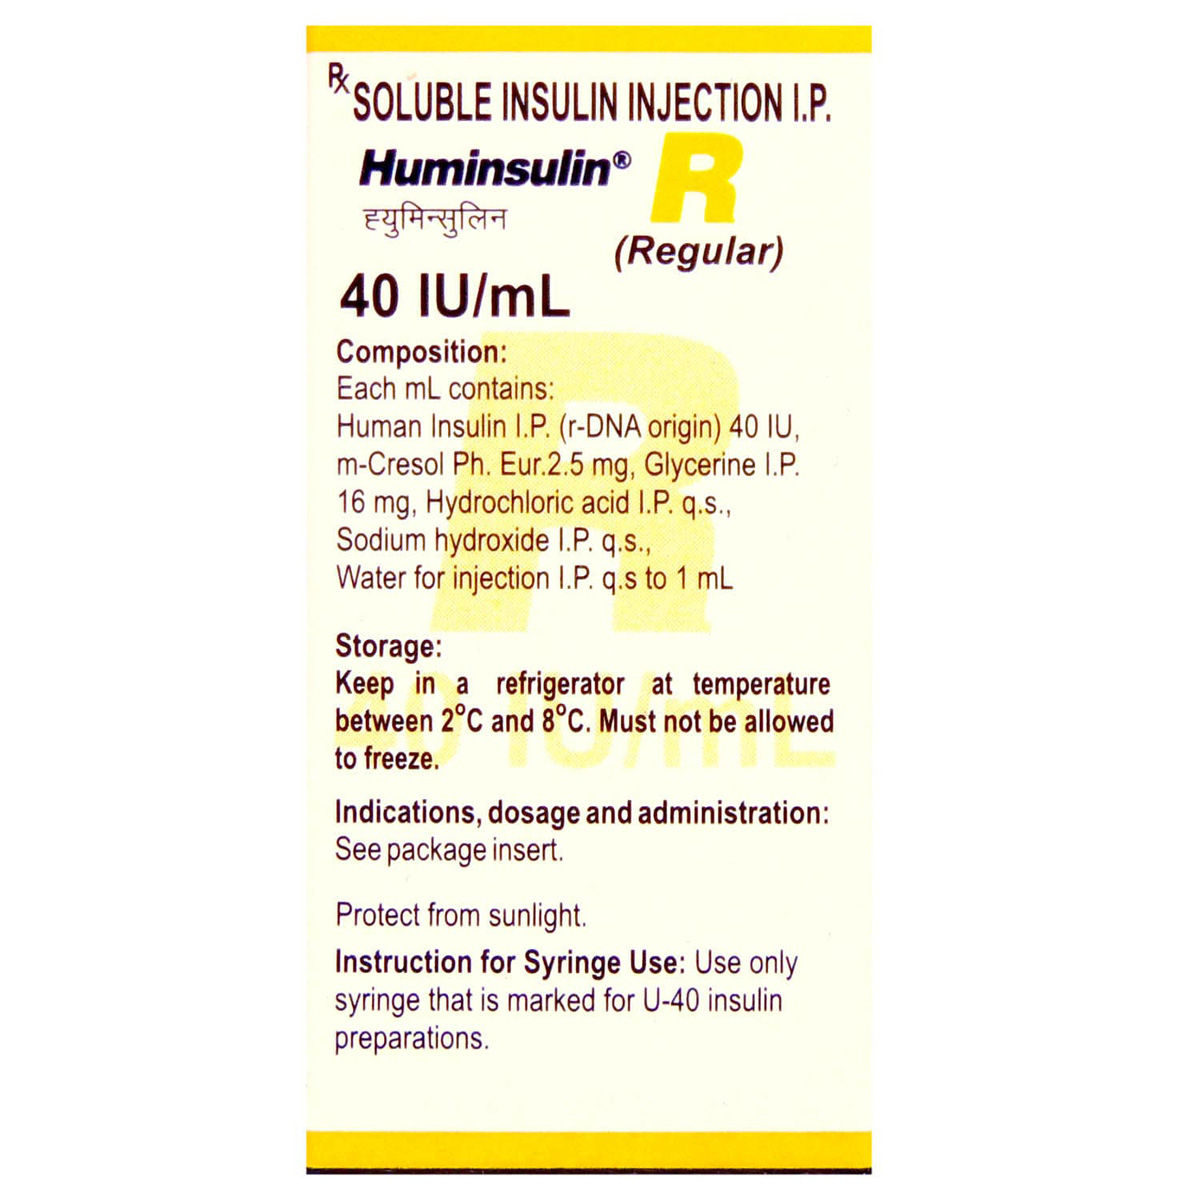 Rx SOLUBLE INSULIN INJECTION I.P.
Huminsulin® R
ह्युमिन्सुलिन
(Regular)
40 IU/mL
Composition:
Each mL contains:
Human Insulin I.P. (r-DNA origin) 40 IU,
m-Cresol Ph. Eur.2.5 mg, Glycerine I.P.
16 mg, Hydrochloric acid I.P. q.s.,
Sodium hydroxide I.P. q.s.,
Water for injection I.P. q.s to 1 mL
Storage:
Keep in a refrigerator at temperature
between 2°C and 8°C. Must not be allowed
to freeze.
Indications, dosage and administration:
See package insert.
Protect from sunlight.
Instruction for Syringe Use: Use only
syringe that is marked for U-40 insulin
preparations.
R
40 IU/mL